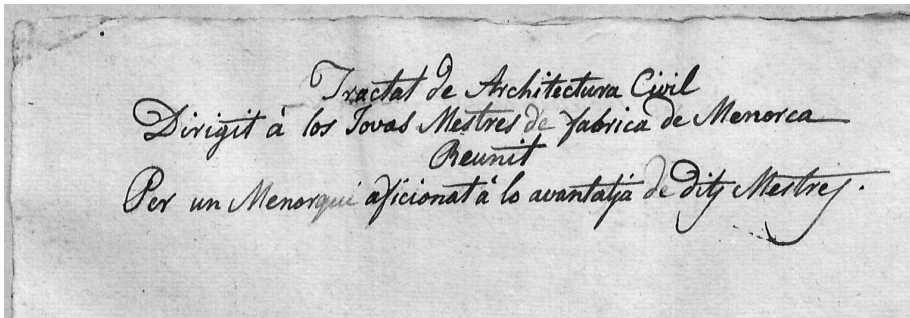 Tractat de Architectura Civil
Dirigit à los Jovas Mestres de fabrica de Menorca
Reunit
Per un Menorqui aficionat à lo avantatja de dits Mestres.